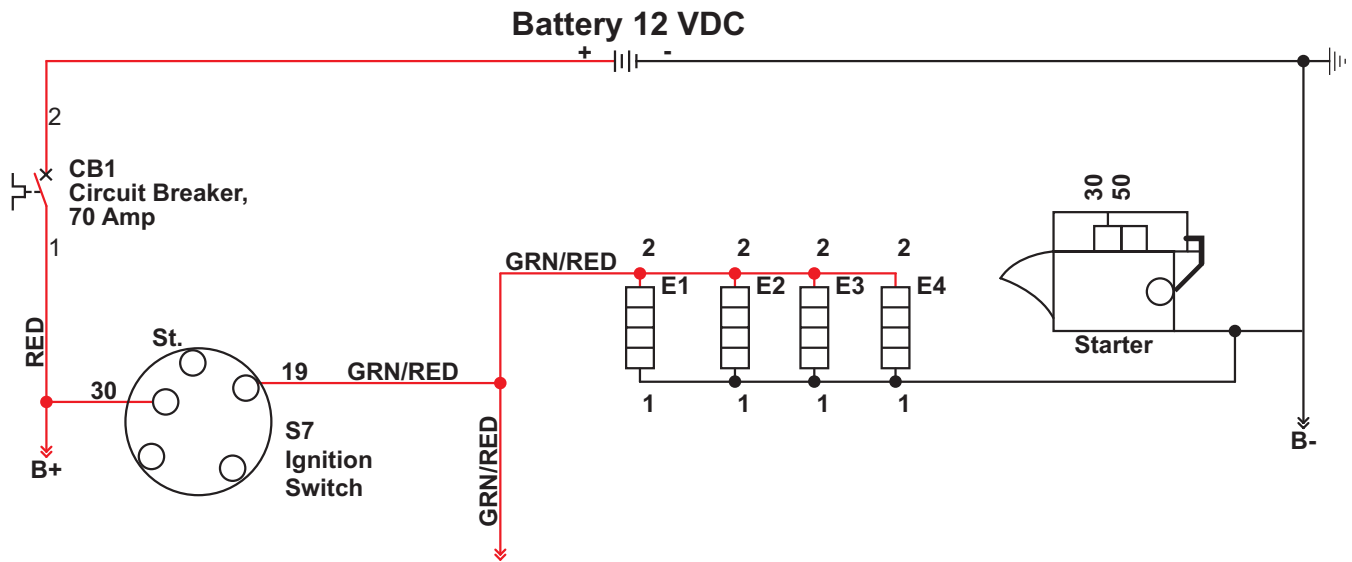 Battery 12 VDC
+ -
2
CB1
Circuit Breaker,
70 Amp
1
RED
30
B+
St.
19
GRN/RED
S7
Ignition
Switch
GRN/RED
GRN/RED
2 2 2 2
E1 E2 E3 E4
1 1 1 1
30
50
Starter
B-